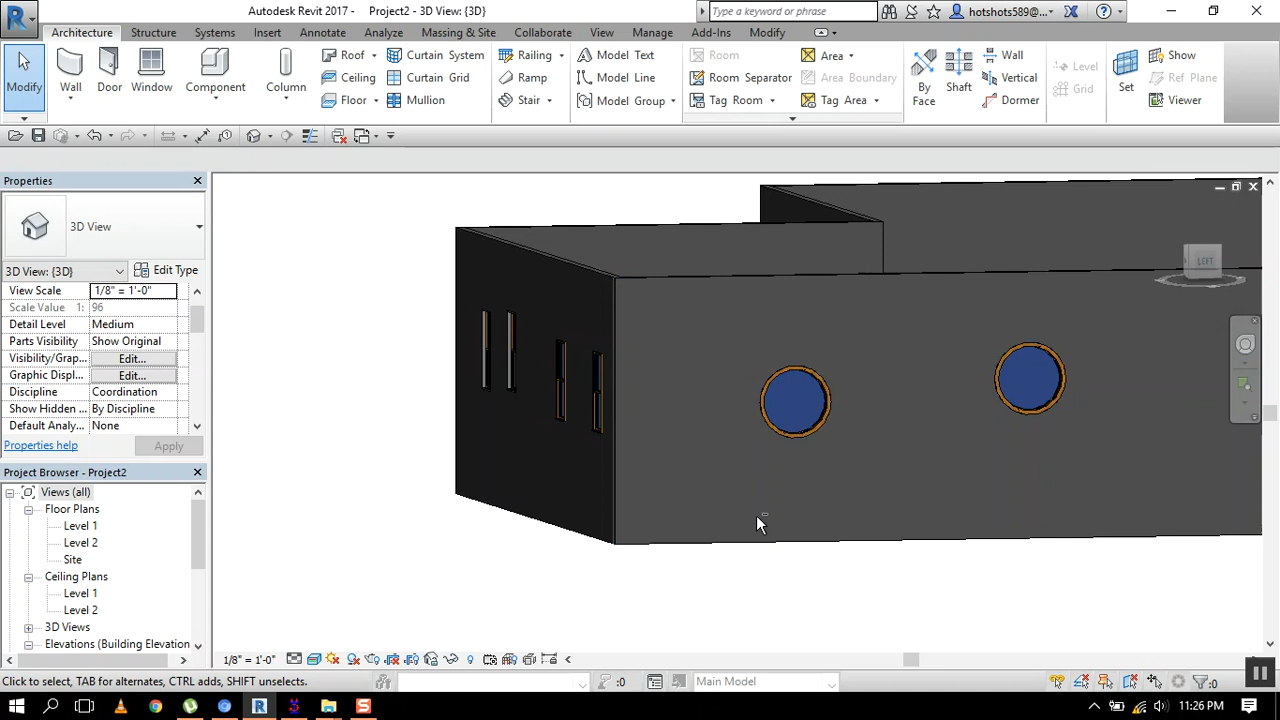 Autodesk Revit 2017 - Project2 - 3D View: {3D}
Type a keyword or phrase
hotshots589@...
Architecture Structure Systems Insert Annotate Analyze Massing & Site Collaborate View Manage Add-Ins Modify
Modify
Wall
Door
Window
Component
Column
Roof
Ceiling
Floor
Curtain System
Curtain Grid
Mullion
Railing
Ramp
Stair
Model Text
Model Line
Model Group
Room
Room Separator
Tag Room
Area
Area Boundary
Tag Area
By Face
Shaft
Wall
Vertical
Dormer
Level
Grid
Set
Show
Ref Plane
Viewer
Properties
3D View
3D View: {3D}
Edit Type
View Scale 1/8" = 1'-0"
Scale Value 1: 96
Detail Level Medium
Parts Visibility Show Original
Visibility/Grap... Edit...
Graphic Displ... Edit...
Discipline Coordination
Show Hidden ... By Discipline
Default Analy... None
Properties help
Apply
Project Browser - Project2
Views (all)
Floor Plans
Level 1
Level 2
Site
Ceiling Plans
Level 1
Level 2
3D Views
Elevations (Building Elevation
LEFT
1/8" = 1'-0"
Click to select, TAB for alternates, CTRL adds, SHIFT unselects.
:0
Main Model
:0
11:26 PM